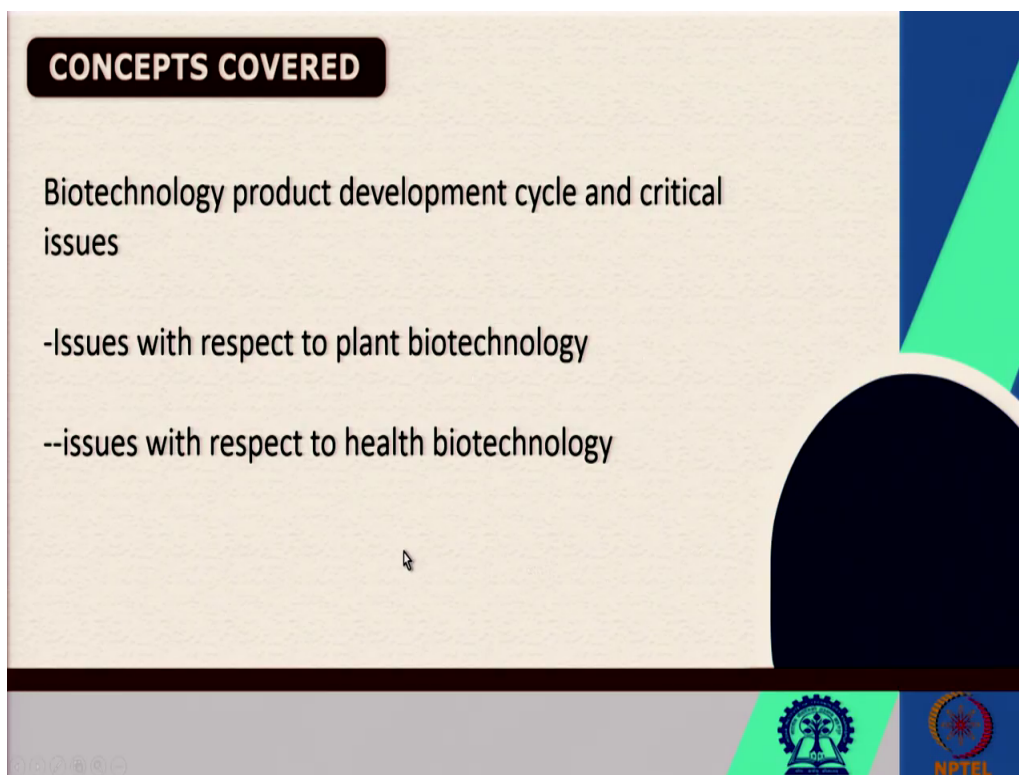 CONCEPTS COVERED
Biotechnology product development cycle and critical
issues
-Issues with respect to plant biotechnology
--issues with respect to health biotechnology
NPTEL